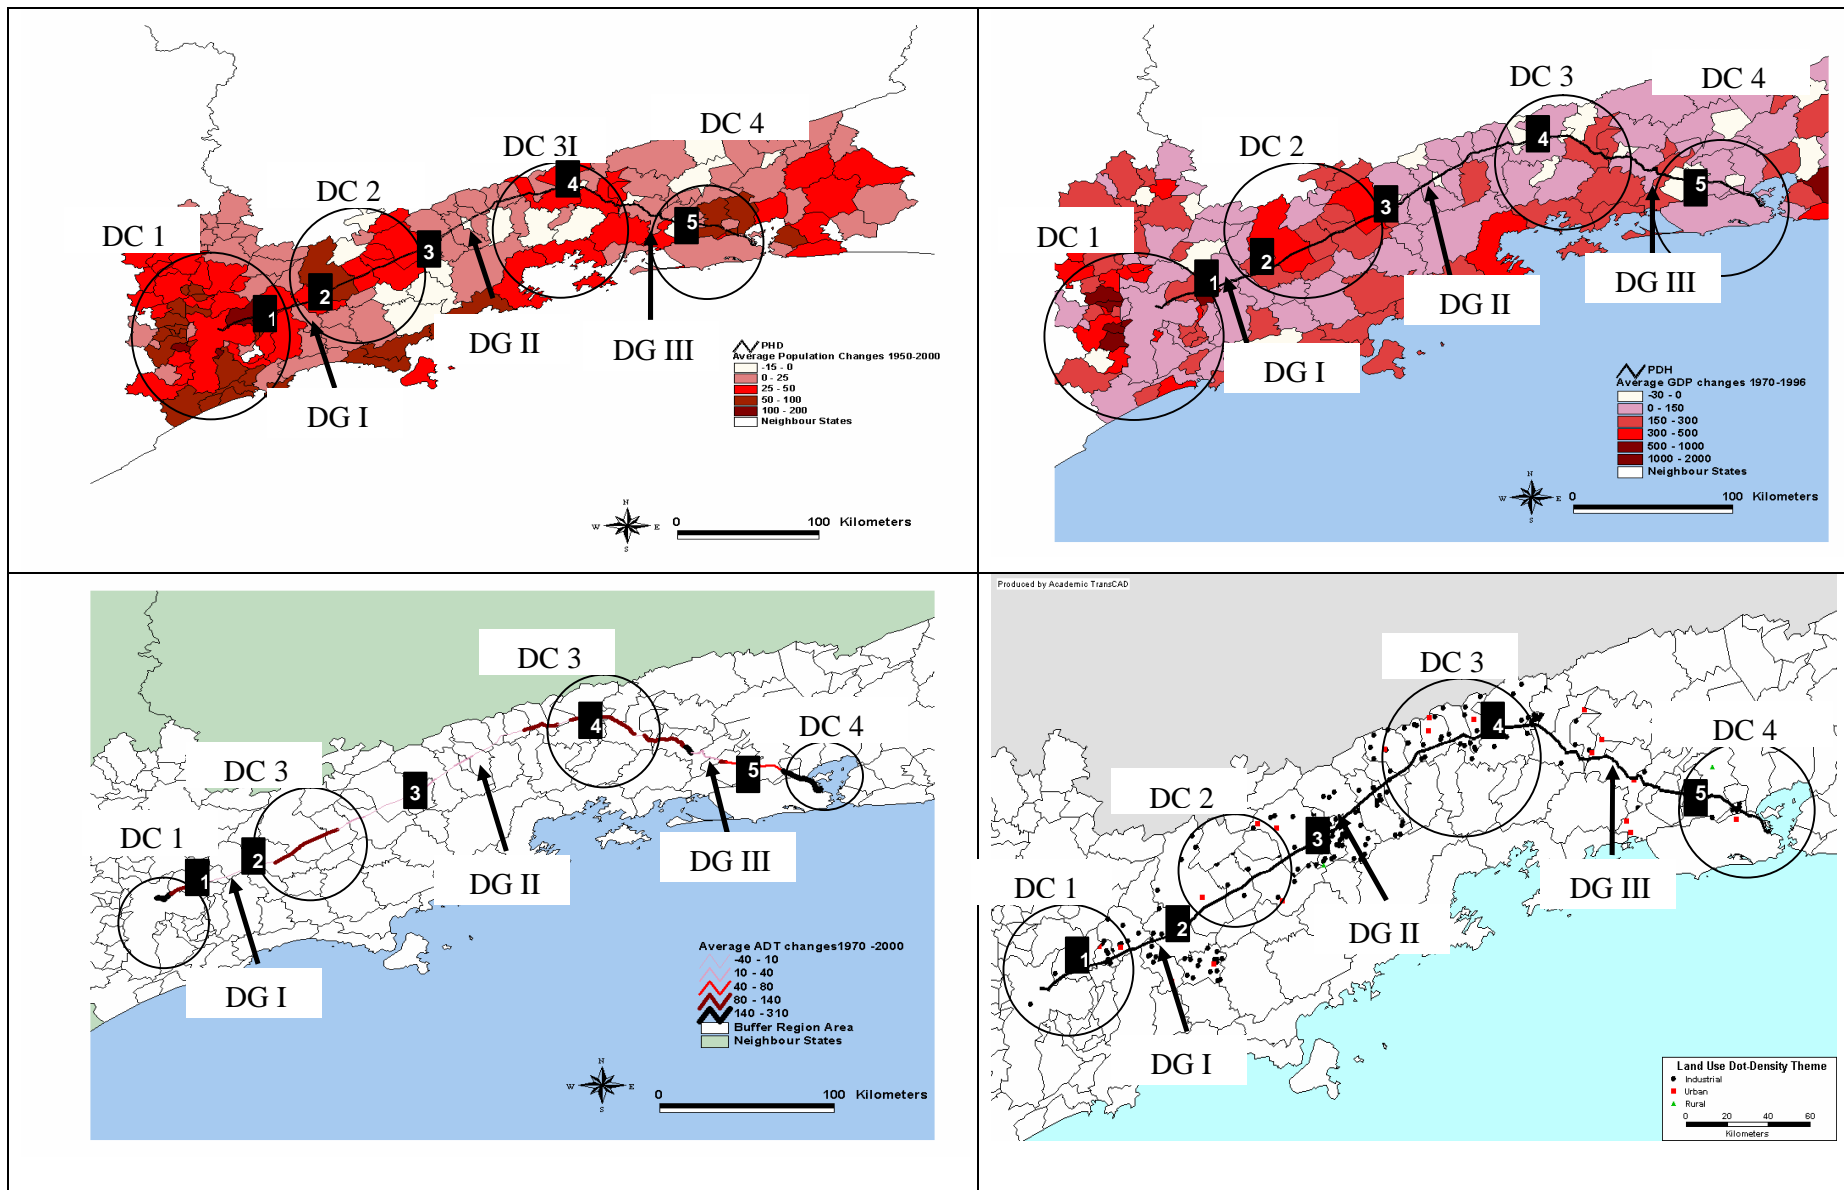 DC 1
DC 2
DC 3I
DC 4
1
2
3
4
5
DG I
DG II
DG III
PHD
Average Population Changes 1950-2000
-15 - 0
0 - 25
25 - 50
50 - 100
100 - 200
Neighbour States
N
W E
S
0 100 Kilometers
DC 1
DC 2
DC 3
DC 4
1
2
3
4
5
DG I
DG II
DG III
PDH
Average GDP changes 1970-1996
-30 - 0
0 - 150
150 - 300
300 - 500
500 - 1000
1000 - 2000
Neighbour States
N
W E
S
0 100 Kilometers
DC 1
DC 3
DC 3
DC 4
1
2
3
4
5
DG I
DG II
DG III
Average ADT changes1970 -2000
-40 - 10
10 - 40
40 - 80
80 - 140
140 - 310
Buffer Region Area
Neighbour States
N
W E
S
0 100 Kilometers
Produced by Academic TransCAD
DC 1
DC 2
DC 3
DC 4
1
2
3
4
5
DG I
DG II
DG III
Land Use Dot-Density Theme
Industrial
Urban
Rural
0 20 40 60
Kilometers